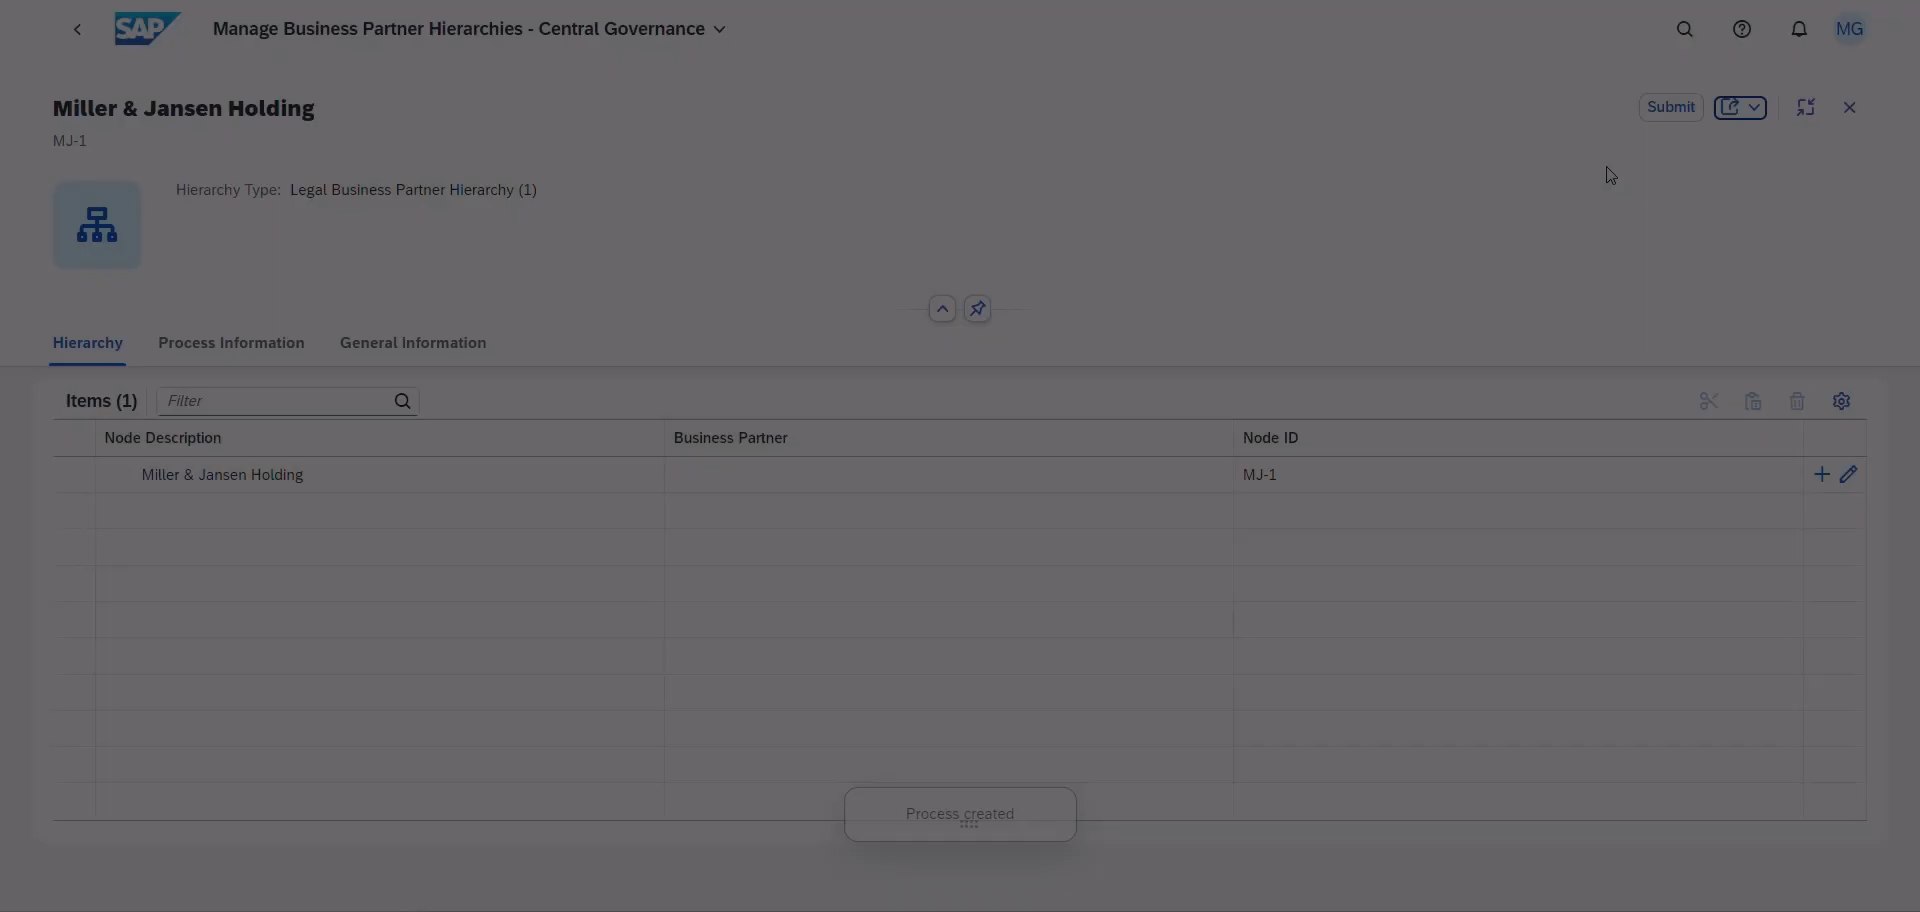 SAP
Manage Business Partner Hierarchies - Central Governance
MG
Miller & Jansen Holding
Submit
MJ-1
Hierarchy Type: Legal Business Partner Hierarchy (1)
Hierarchy
Process Information
General Information
Items (1)
Filter
Node Description
Business Partner
Node ID
Miller & Jansen Holding
MJ-1
Process created